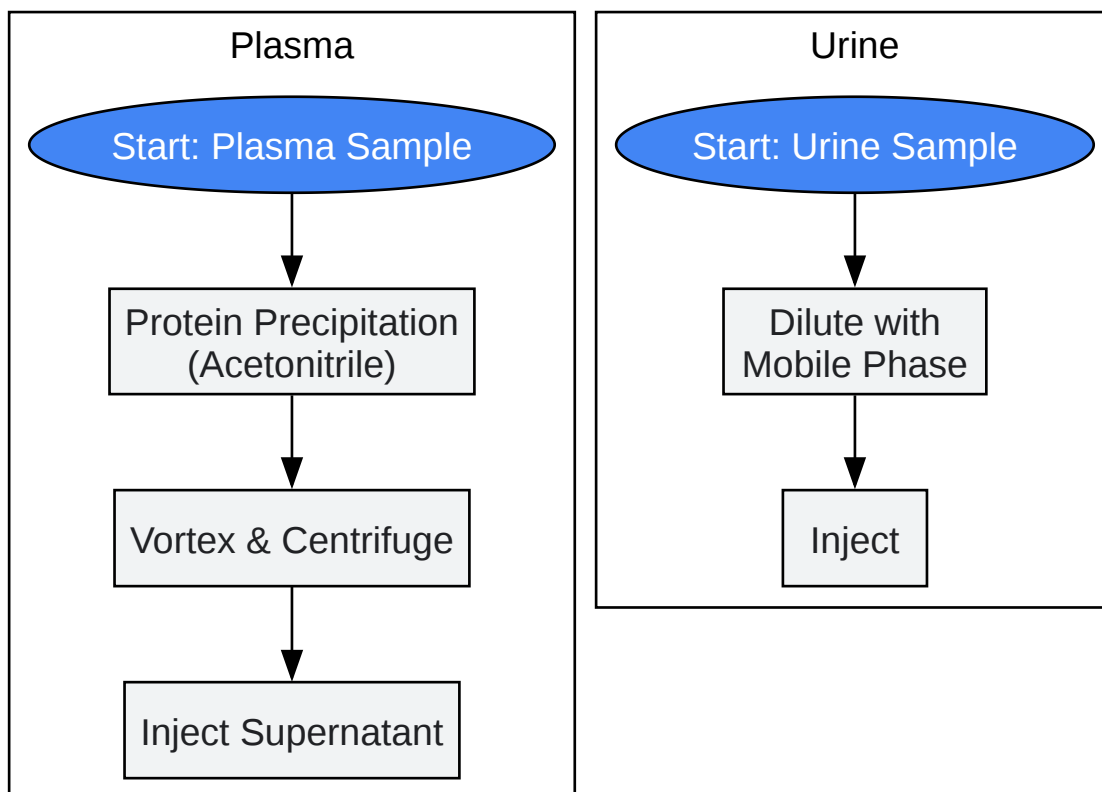 Plasma
Start: Plasma Sample
Protein Precipitation
(Acetonitrile)
Vortex & Centrifuge
Inject Supernatant
Urine
Start: Urine Sample
Dilute with
Mobile Phase
Inject